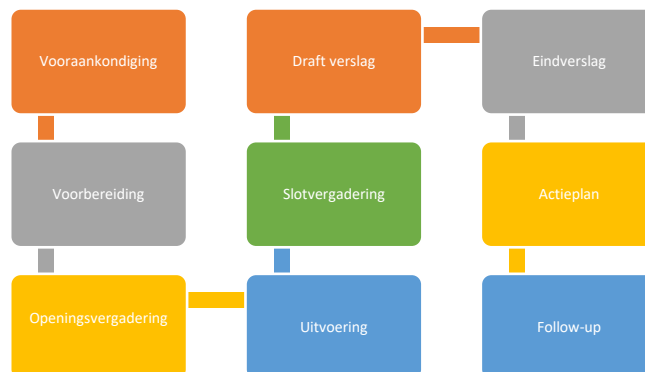 Vooraankondiging
Voorbereiding
Openingsvergadering
Uitvoering
Slotvergadering
Draft verslag
Eindverslag
Actieplan
Follow-up